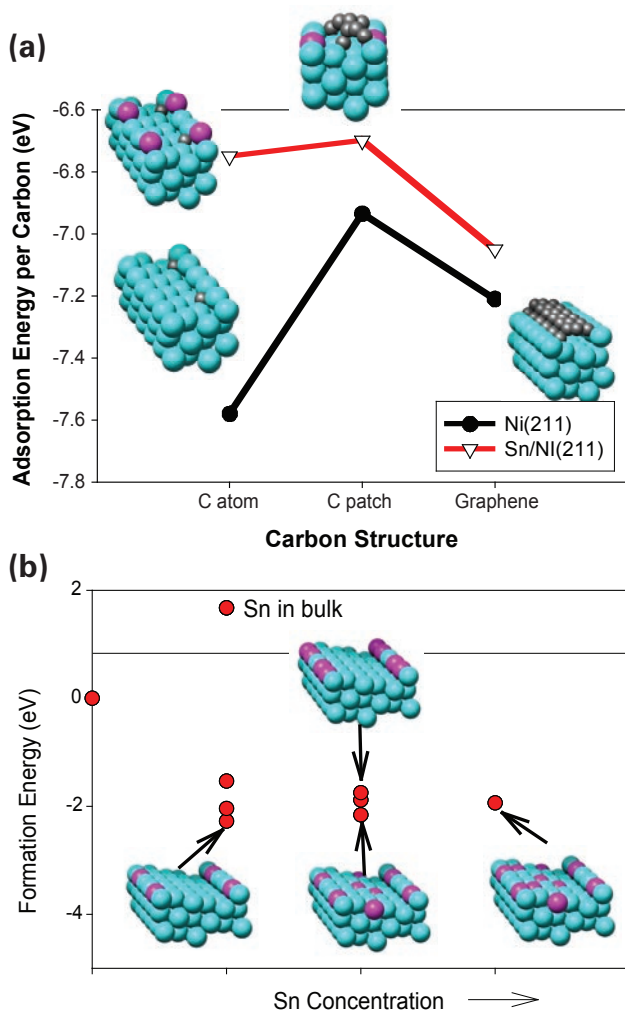 (a)
Adsorption Energy per Carbon (eV)
-6.6
-6.8
-7.0
-7.2
-7.4
-7.6
-7.8
Ni(211)
Sn/NI(211)
C atom
C patch
Graphene
Carbon Structure
(b)
Formation Energy (eV)
2
0
-2
-4
Sn in bulk
Sn Concentration